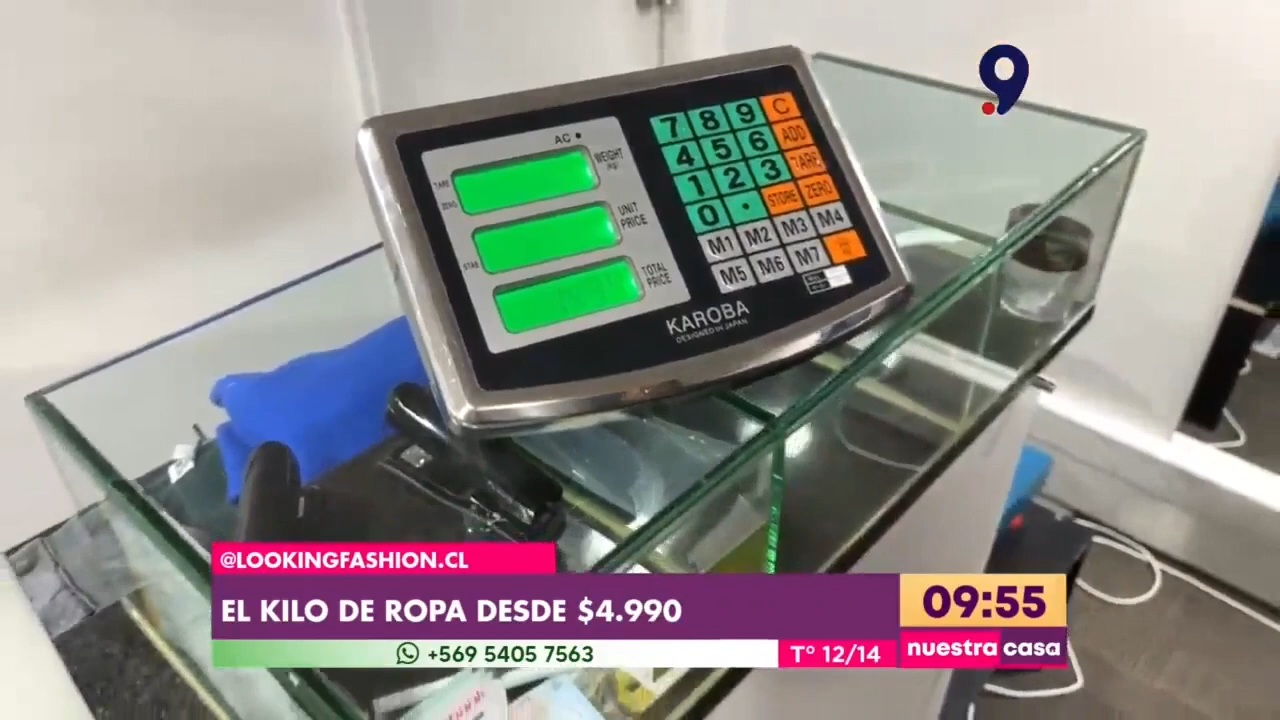 9
AC
WEIGHT
(kg)
TARE
ZERO
UNIT
PRICE
STAB
TOTAL
PRICE
7 8 9 C
4 5 6 ADD
1 2 3 TARE
0 . STORE ZERO
M1 M2 M3 M4
M5 M6 M7
KAROBA
DESIGNED IN JAPAN
@LOOKINGFASHION.CL
EL KILO DE ROPA DESDE $4.990
09:55
+569 5405 7563
T° 12/14
nuestra casa